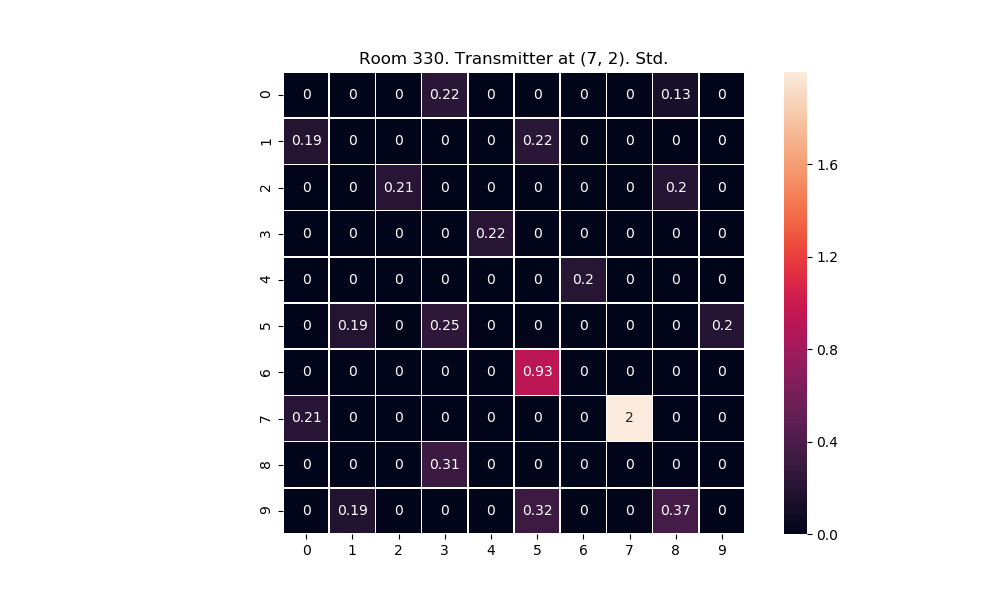 Room 330. Transmitter at (7, 2). Std.
0 0 0 0 0.22 0 0 0 0 0.13 0
1 0.19 0 0 0 0 0.22 0 0 0 0
2 0 0 0.21 0 0 0 0 0 0.2 0
3 0 0 0 0 0.22 0 0 0 0 0
4 0 0 0 0 0 0 0.2 0 0 0
5 0 0.19 0 0.25 0 0 0 0 0 0.2
6 0 0 0 0 0 0.93 0 0 0 0
7 0.21 0 0 0 0 0 0 2 0 0
8 0 0 0 0.31 0 0 0 0 0 0
9 0 0.19 0 0 0 0.32 0 0 0.37 0
0 1 2 3 4 5 6 7 8 9
1.6
1.2
0.8
0.4
0.0